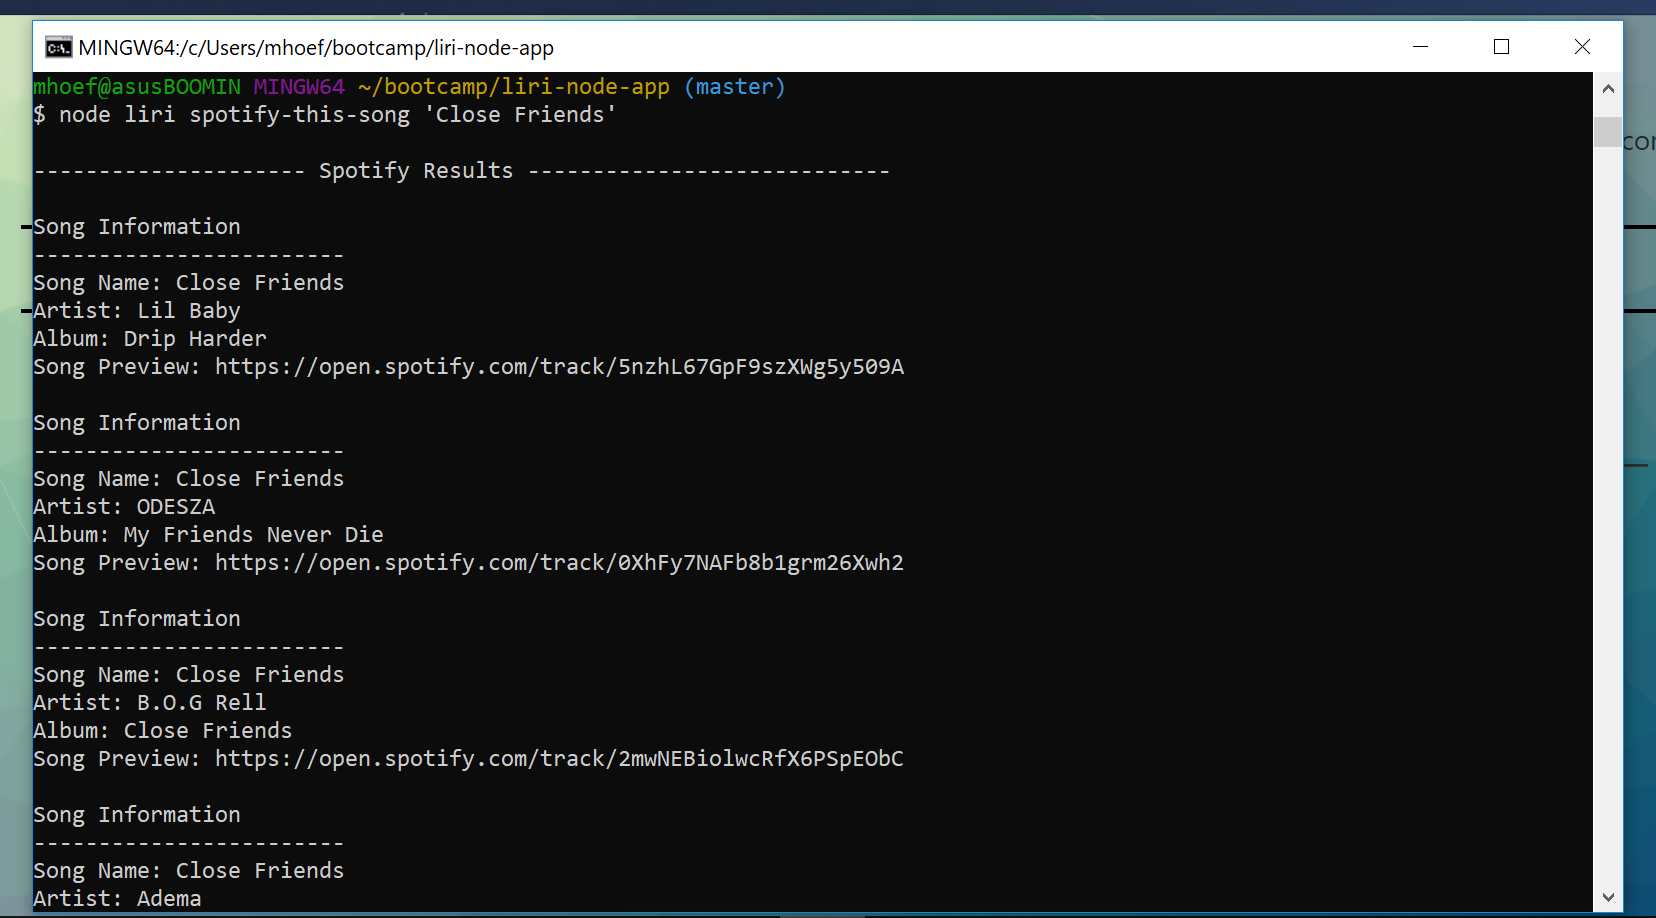 MINGW64:/c/Users/mhoef/bootcamp/liri-node-app
mhoef@asusBOOMIN MINGW64 ~/bootcamp/liri-node-app (master)
$ node liri spotify-this-song 'Close Friends'
--------------------- Spotify Results ----------------------------
Song Information
------------------------
Song Name: Close Friends
Artist: Lil Baby
Album: Drip Harder
Song Preview: https://open.spotify.com/track/5nzhL67GpF9szXWg5y509A
Song Information
------------------------
Song Name: Close Friends
Artist: ODESZA
Album: My Friends Never Die
Song Preview: https://open.spotify.com/track/0XhFy7NAFb8b1grm26Xwh2
Song Information
------------------------
Song Name: Close Friends
Artist: B.O.G Rell
Album: Close Friends
Song Preview: https://open.spotify.com/track/2mwNEBiolwcRfX6PSpEObC
Song Information
------------------------
Song Name: Close Friends
Artist: Adema